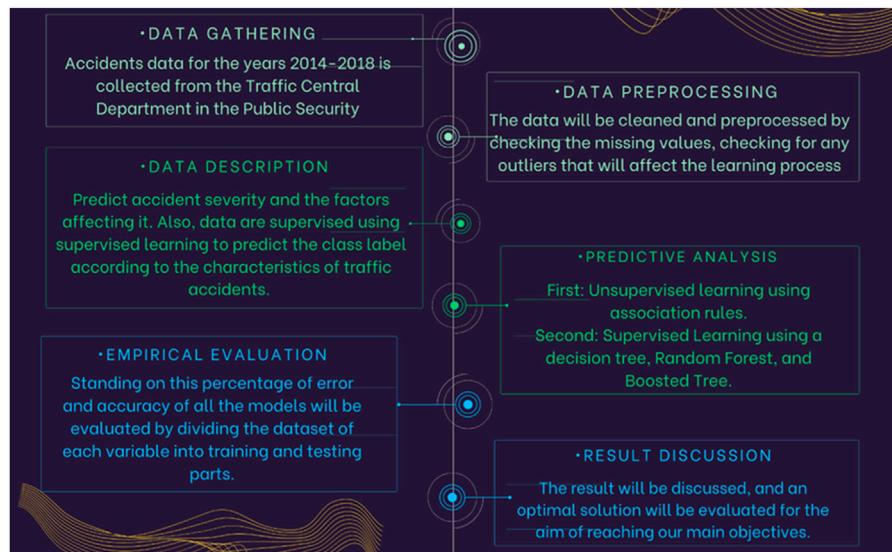 •DATA GATHERING
Accidents data for the years 2014-2018 is
collected from the Traffic Central
Department in the Public Security
•DATA PREPROCESSING
The data will be cleaned and preprocessed by
checking the missing values, checking for any
outliers that will affect the learning process
•DATA DESCRIPTION
Predict accident severity and the factors
affecting it. Also, data are supervised using
supervised learning to predict the class label
according to the characteristics of traffic
accidents.
•PREDICTIVE ANALYSIS
First: Unsupervised learning using
association rules.
Second: Supervised Learning using a
decision tree, Random Forest, and
Boosted Tree.
•EMPIRICAL EVALUATION
Standing on this percentage of error
and accuracy of all the models will be
evaluated by dividing the dataset of
each variable into training and testing
parts.
•RESULT DISCUSSION
The result will be discussed, and an
optimal solution will be evaluated for the
aim of reaching our main objectives.